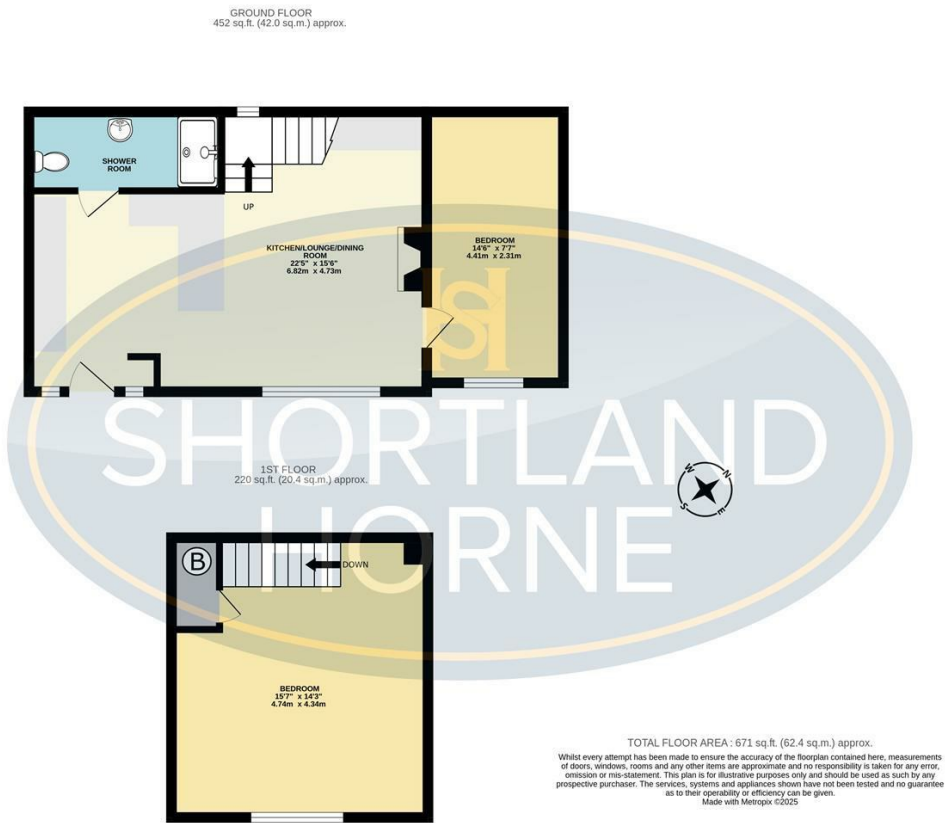 GROUND FLOOR
452 sq.ft. (42.0 sq.m.) approx.
SHOWER
ROOM
UP
KITCHEN/LOUNGE/DINING
ROOM
22'5" x 15'6"
6.82m x 4.73m
BEDROOM
14'6" x 7'7"
4.41m x 2.31m
SH
SHORTLAND
HORNE
1ST FLOOR
220 sq.ft. (20.4 sq.m.) approx.
W N
S E
B
DOWN
BEDROOM
15'7" x 14'3"
4.74m x 4.34m
TOTAL FLOOR AREA : 671 sq.ft. (62.4 sq.m.) approx.
Whilst every attempt has been made to ensure the accuracy of the floorplan contained here, measurements
of doors, windows, rooms and any other items are approximate and no responsibility is taken for any error,
omission or mis-statement. This plan is for illustrative purposes only and should be used as such by any
prospective purchaser. The services, systems and appliances shown have not been tested and no guarantee
as to their operability or efficiency can be given.
Made with Metropix ©2025